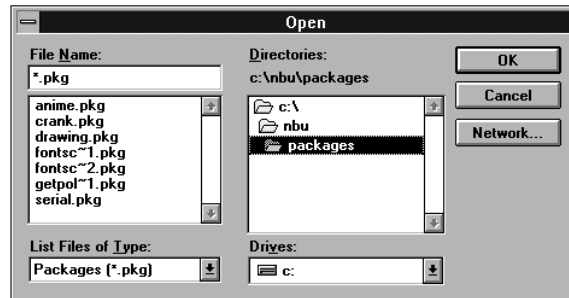 Open
File Name:
*.pkg
anime.pkg
crank.pkg
drawing.pkg
fontsc~1.pkg
fontsc~2.pkg
getpol~1.pkg
serial.pkg
List Files of Type:
Packages (*.pkg)
Directories:
c:\nbu\packages
c:\
nbu
packages
Drives:
c:
OK
Cancel
Network...